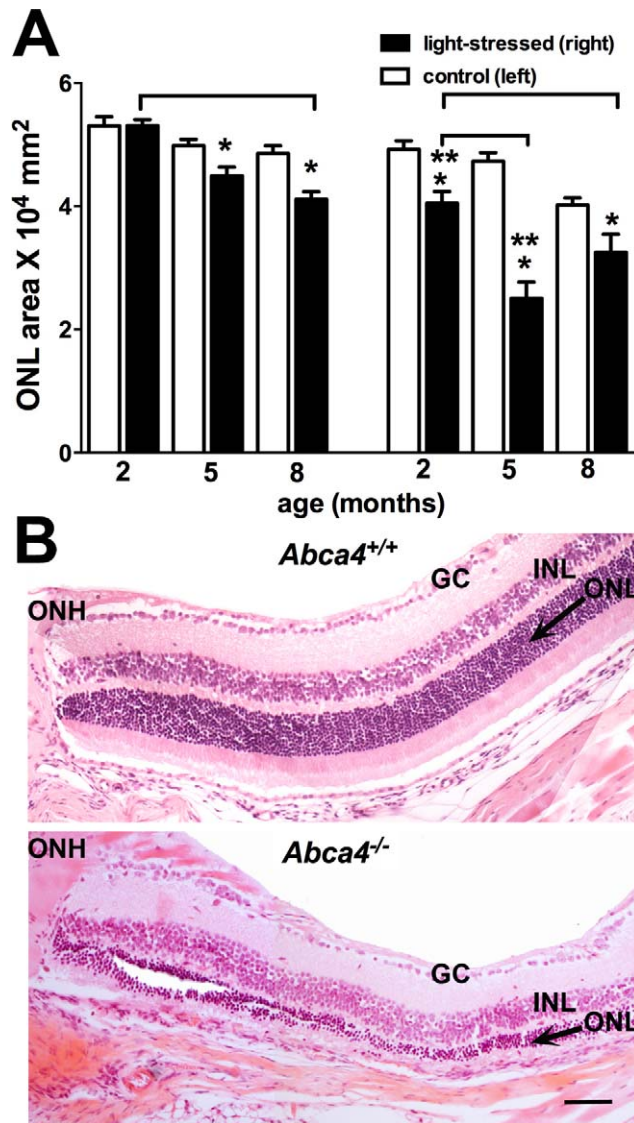 A
light-stressed (right)
control (left)
ONL area X 10⁴ mm²
6
4
2
0
* * ** * ** * *
2 5 8 2 5 8
age (months)
B
Abca4+/+
ONH
GC
INL
ONL
ONH
Abca4-/-
GC
INL
ONL